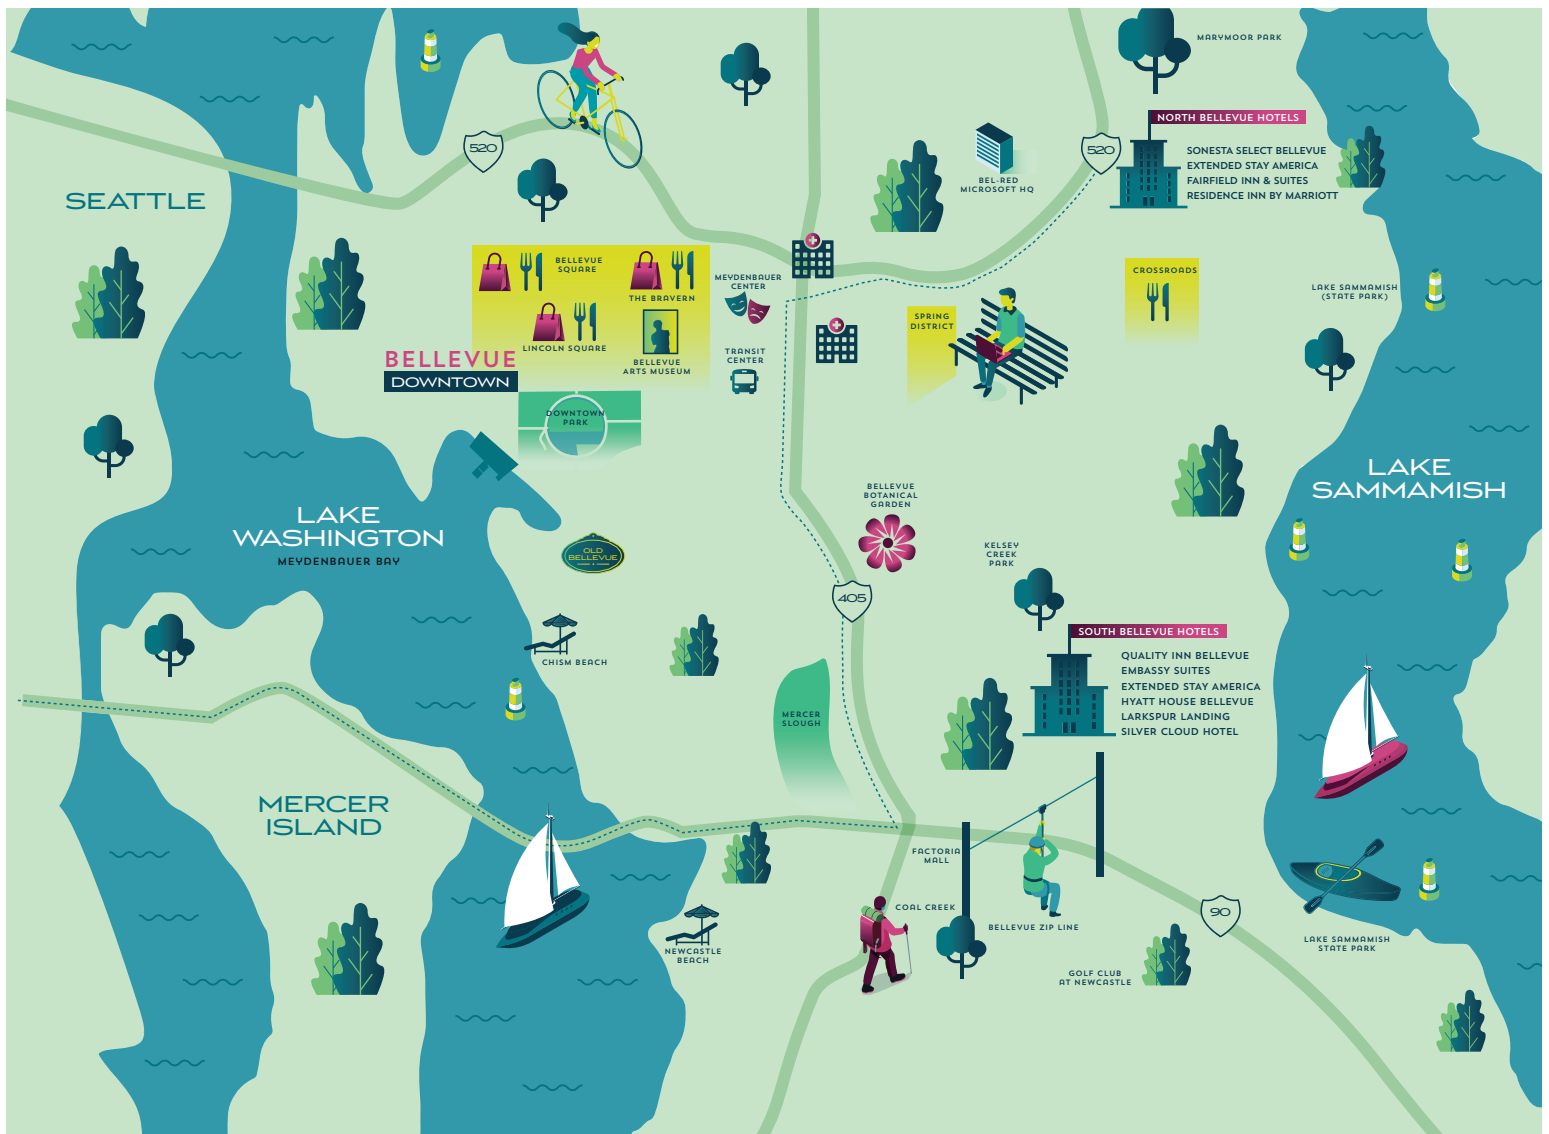 MARYMOOR PARK
NORTH BELLEVUE HOTELS
SONESTA SELECT BELLEVUE
EXTENDED STAY AMERICA
FAIRFIELD INN & SUITES
RESIDENCE INN BY MARRIOTT
520
520
BEL-RED
MICROSOFT HQ
SEATTLE
BELLEVUE
SQUARE
THE BRAVERN
LINCOLN SQUARE
BELLEVUE
ARTS MUSEUM
MEYDENBAUER
CENTER
TRANSIT
CENTER
BELLEVUE
DOWNTOWN
DOWNTOWN
PARK
SPRING
DISTRICT
CROSSROADS
LAKE SAMMAMISH
(STATE PARK)
LAKE
SAMMAMISH
LAKE
WASHINGTON
MEYDENBAUER BAY
OLD
BELLEVUE
BELLEVUE
BOTANICAL
GARDEN
KELSEY
CREEK
PARK
405
CHISM BEACH
SOUTH BELLEVUE HOTELS
QUALITY INN BELLEVUE
EMBASSY SUITES
EXTENDED STAY AMERICA
HYATT HOUSE BELLEVUE
LARKSPUR LANDING
SILVER CLOUD HOTEL
MERCER
SLOUGH
MERCER
ISLAND
FACTORIA
MALL
COAL CREEK
BELLEVUE ZIP LINE
90
NEWCASTLE
BEACH
GOLF CLUB
AT NEWCASTLE
LAKE SAMMAMISH
STATE PARK